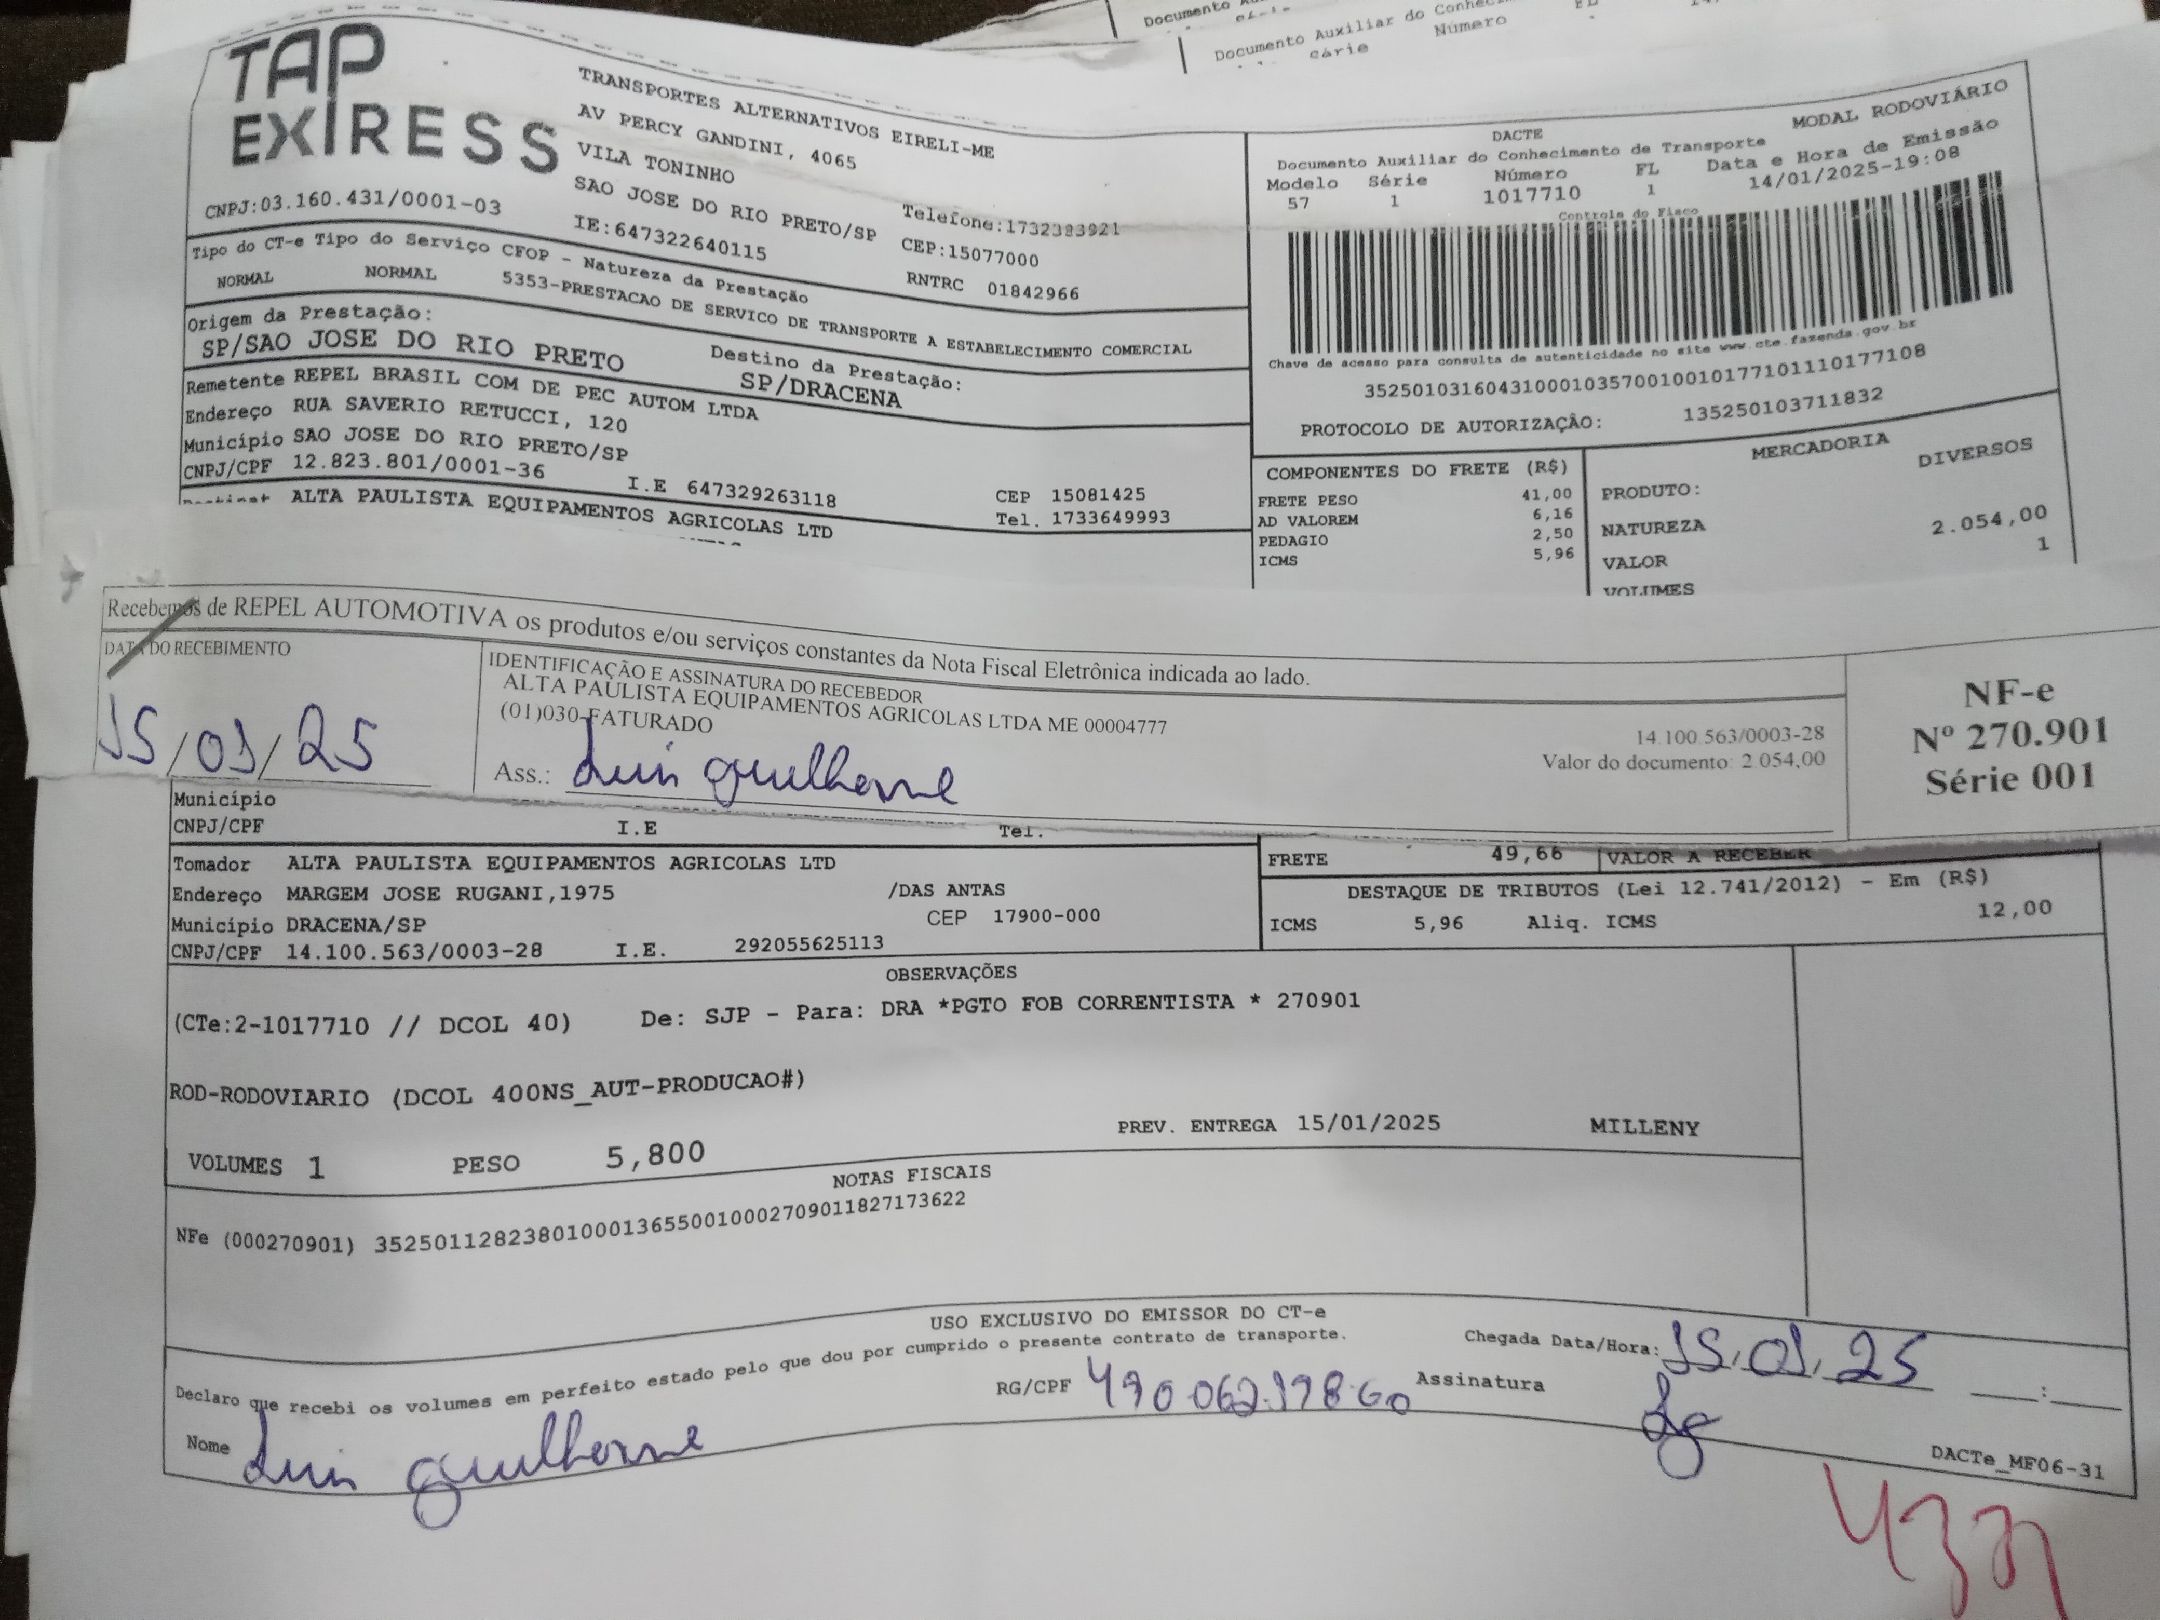 Documento Auxiliar do
Documento Auxiliar do
Série Número
TAP
EXPRESS
TRANSPORTES ALTERNATIVOS EIRELI-ME
AV PERCY GANDINI, 4065
VILA TONINHO
SAO JOSE DO RIO PRETO/SP
Telefone:1732383921
CNPJ:03.160.431/0001-03
IE:647322640115
CEP:15077000
RNTRC 01842966
Tipo do CT-e Tipo do Serviço CFOP - Natureza da Prestação
NORMAL NORMAL 5353-PRESTACAO DE SERVICO DE TRANSPORTE A ESTABELECIMENTO COMERCIAL
Origem da Prestação:
SP/SAO JOSE DO RIO PRETO
Destino da Prestação:
SP/DRACENA
Remetente REPEL BRASIL COM DE PEC AUTOM LTDA
Endereço RUA SAVERIO RETUCCI, 120
Município SAO JOSE DO RIO PRETO/SP
CEP 15081425
CNPJ/CPF 12.823.801/0001-36 I.E 647329263118
Tel. 1733649993
ALTA PAULISTA EQUIPAMENTOS AGRICOLAS LTD
DACTE
MODAL RODOVIÁRIO
Documento Auxiliar do Conhecimento de Transporte
Modelo Série Número FL Data e Hora de Emissão
57 1 1017710 1 14/01/2025-19:08
Controle do Fisco
Chave de acesso para consulta de autenticidade no site www.cte.fazenda.gov.br
35250103160431000103570010010177101110177108
PROTOCOLO DE AUTORIZAÇÃO: 135250103711832
COMPONENTES DO FRETE (R$)
FRETE PESO 41,00
AD VALOREM 6,16
PEDAGIO 2,50
ICMS 5,96
MERCADORIA
PRODUTO: DIVERSOS
NATUREZA
VALOR 2.054,00
VOLUMES 1
Recebemos de REPEL AUTOMOTIVA os produtos e/ou serviços constantes da Nota Fiscal Eletrônica indicada ao lado.
DATA DO RECEBIMENTO
15/01/25
IDENTIFICAÇÃO E ASSINATURA DO RECEBEDOR
ALTA PAULISTA EQUIPAMENTOS AGRICOLAS LTDA ME 00004777
(01)030-FATURADO
14.100.563/0003-28
Valor do documento: 2.054,00
Ass.: Luis guilherme
NF-e
Nº 270.901
Série 001
Município
CNPJ/CPF I.E Tel.
Tomador ALTA PAULISTA EQUIPAMENTOS AGRICOLAS LTD
Endereço MARGEM JOSE RUGANI,1975 /DAS ANTAS
Município DRACENA/SP CEP 17900-000
CNPJ/CPF 14.100.563/0003-28 I.E. 292055625113
FRETE 49,66 VALOR A RECEBER
DESTAQUE DE TRIBUTOS (Lei 12.741/2012) - Em (R$)
ICMS 5,96 Aliq. ICMS 12,00
OBSERVAÇÕES
(CTe:2-1017710 // DCOL 40) De: SJP - Para: DRA *PGTO FOB CORRENTISTA * 270901
ROD-RODOVIARIO (DCOL 400NS_AUT-PRODUCAO#)
PREV. ENTREGA 15/01/2025 MILLENY
VOLUMES 1 PESO 5,800
NOTAS FISCAIS
NFe (000270901) 35250112823801000136550010002709011827173622
USO EXCLUSIVO DO EMISSOR DO CT-e
Declaro que recebi os volumes em perfeito estado pelo que dou por cumprido o presente contrato de transporte.
Chegada Data/Hora: 15/01/25 :
Nome Luis guilherme RG/CPF 490.062.198.60 Assinatura Lg
DACTe_MF06-31